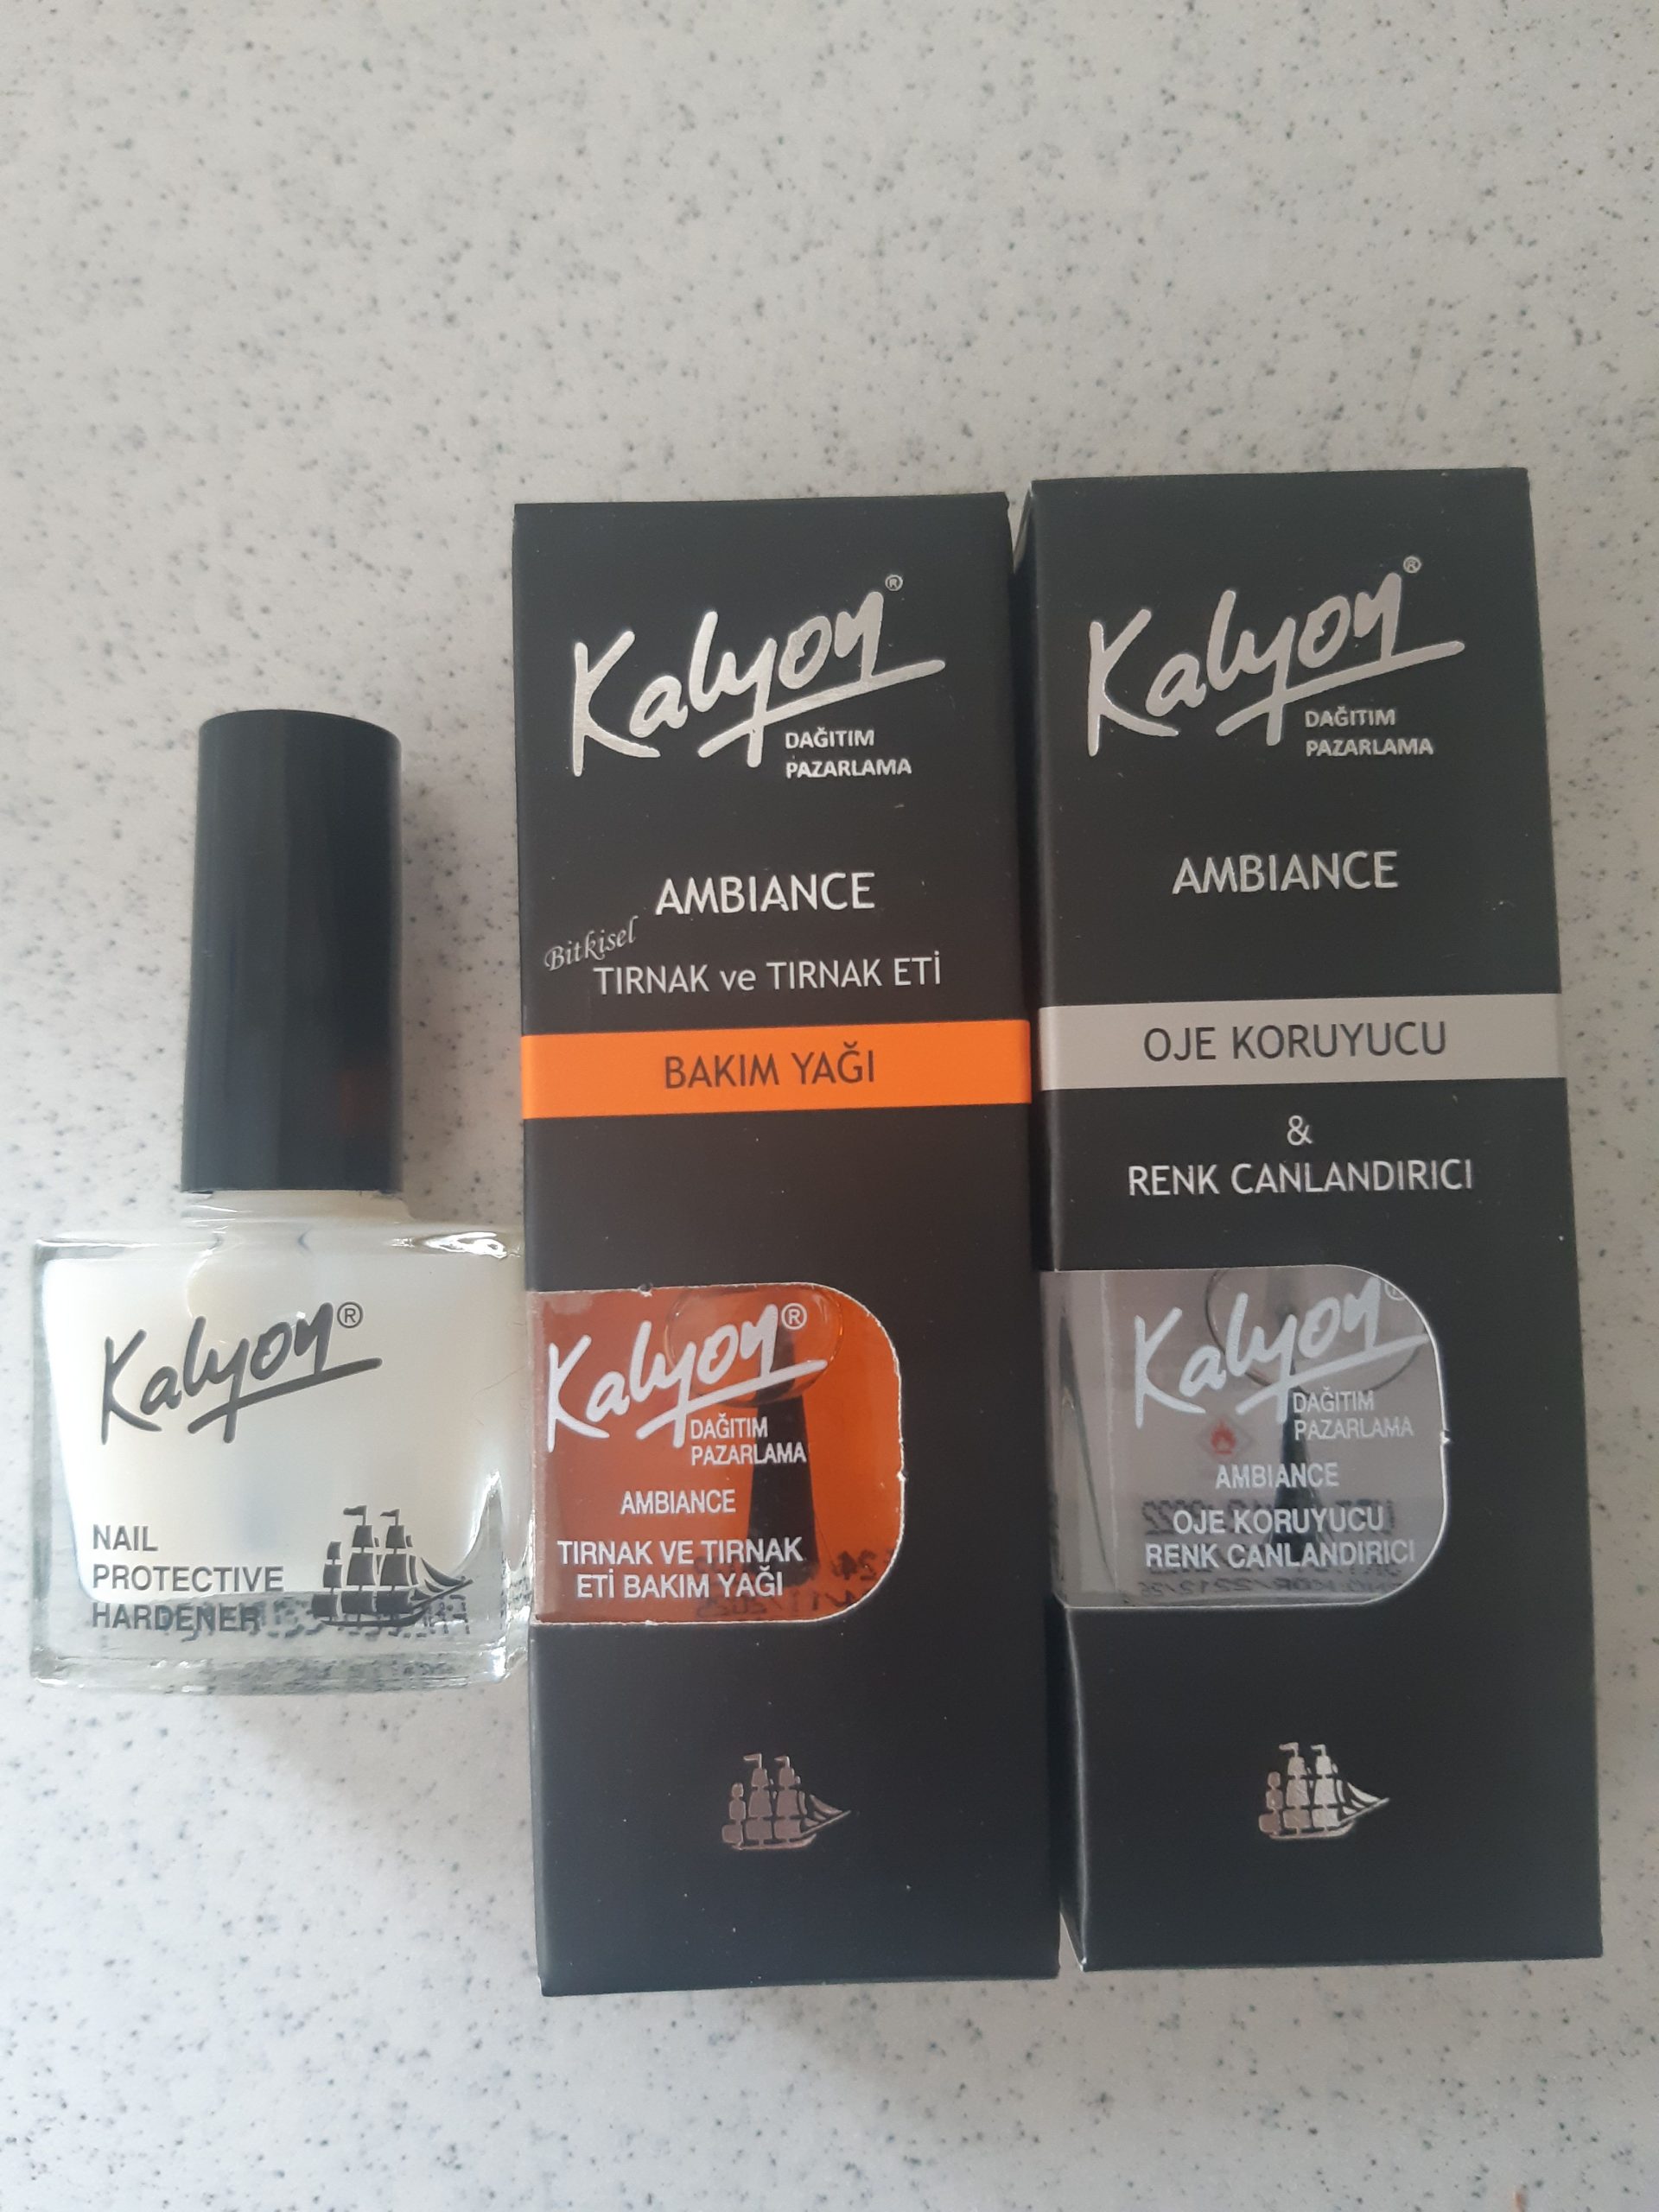 Kalyon®
NAIL
PROTECTIVE
HARDENER
Kalyon®
DAĞITIM
PAZARLAMA
AMBIANCE
Bitkisel
TIRNAK ve TIRNAK ETİ
BAKIM YAĞI
Kalyon®
DAĞITIM
PAZARLAMA
AMBIANCE
TIRNAK VE TIRNAK
ETİ BAKIM YAĞI
Kalyon®
DAĞITIM
PAZARLAMA
AMBIANCE
OJE KORUYUCU
&
RENK CANLANDIRICI
Kalyon®
DAĞITIM
PAZARLAMA
AMBIANCE
OJE KORUYUCU
RENK CANLANDIRICI